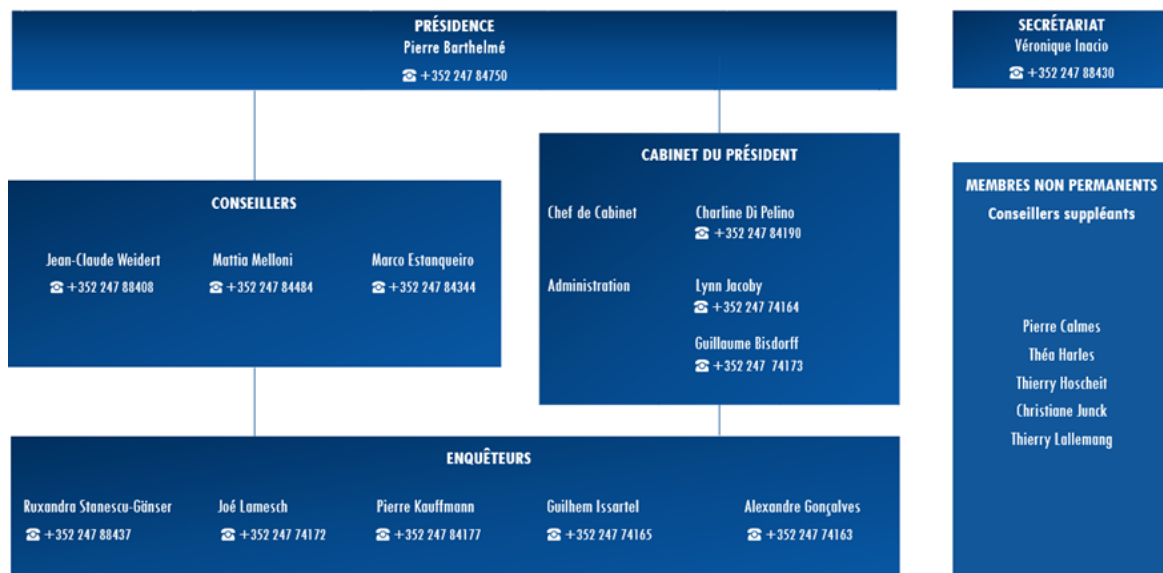 PRÉSIDENCE
Pierre Barthelmé
☎ +352 247 84750
SECRÉTARIAT
Véronique Inacio
☎ +352 247 88430
CONSEILLERS
Jean-Claude Weidert
☎ +352 247 88408
Mattia Melloni
☎ +352 247 84484
Marco Estanqueiro
☎ +352 247 84344
CABINET DU PRÉSIDENT
Chef de Cabinet
Charline Di Pelino
☎ +352 247 84190
Administration
Lynn Jacoby
☎ +352 247 74164
Guillaume Bisdorff
☎ +352 247 74173
MEMBRES NON PERMANENTS
Conseillers suppléants
Pierre Calmes
Théa Harles
Thierry Hoscheit
Christiane Junck
Thierry Lallemang
ENQUÊTEURS
Ruxandra Stanescu-Gänser
☎ +352 247 88437
Joé Lamesch
☎ +352 247 74172
Pierre Kauffmann
☎ +352 247 84177
Guilhem Issartel
☎ +352 247 74165
Alexandre Gonçalves
☎ +352 247 74163